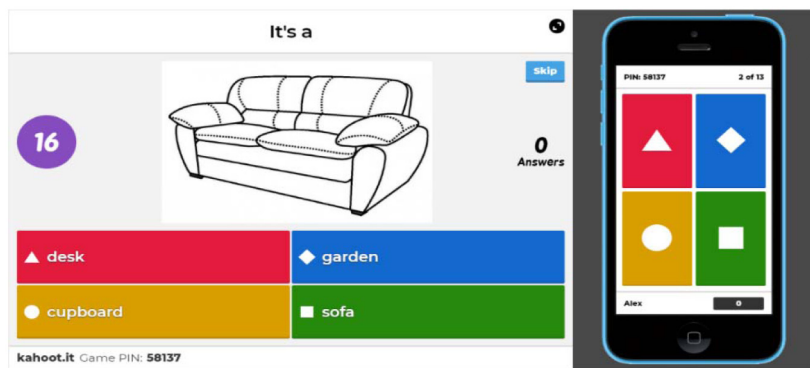 It's a
Skip
16
0
Answers
desk
garden
cupboard
sofa
kahoot.it Game PIN: 58137
PIN: 58137 2 of 13
Alex 0